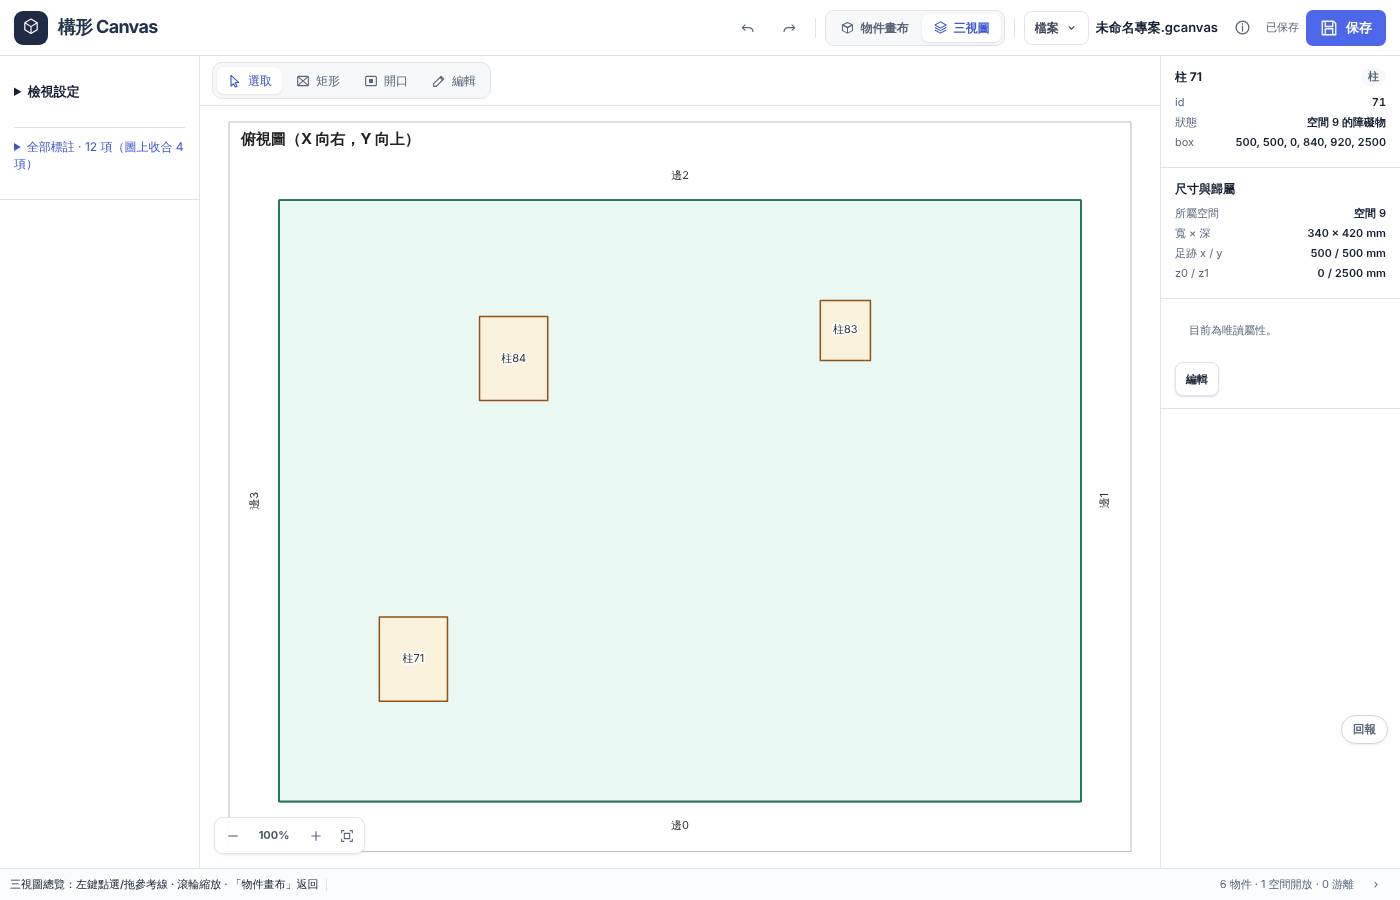 構形 Canvas
物件畫布
三視圖
檔案
未命名專案.gcanvas
已保存
保存
檢視設定
全部標註 · 12 項（圖上收合 4
項）
選取
矩形
開口
編輯
俯視圖（X 向右，Y 向上）
邊2
柱83
柱84
邊3
邊1
柱71
邊0
100%
柱 71
柱
id
71
狀態
空間 9 的障礙物
box
500, 500, 0, 840, 920, 2500
尺寸與歸屬
所屬空間
空間 9
寬 × 深
340 × 420 mm
足跡 x / y
500 / 500 mm
z0 / z1
0 / 2500 mm
目前為唯讀屬性。
編輯
回報
三視圖總覽：左鍵點選/拖參考線 · 滾輪縮放 · 「物件畫布」返回
6 物件 · 1 空間開放 · 0 游離